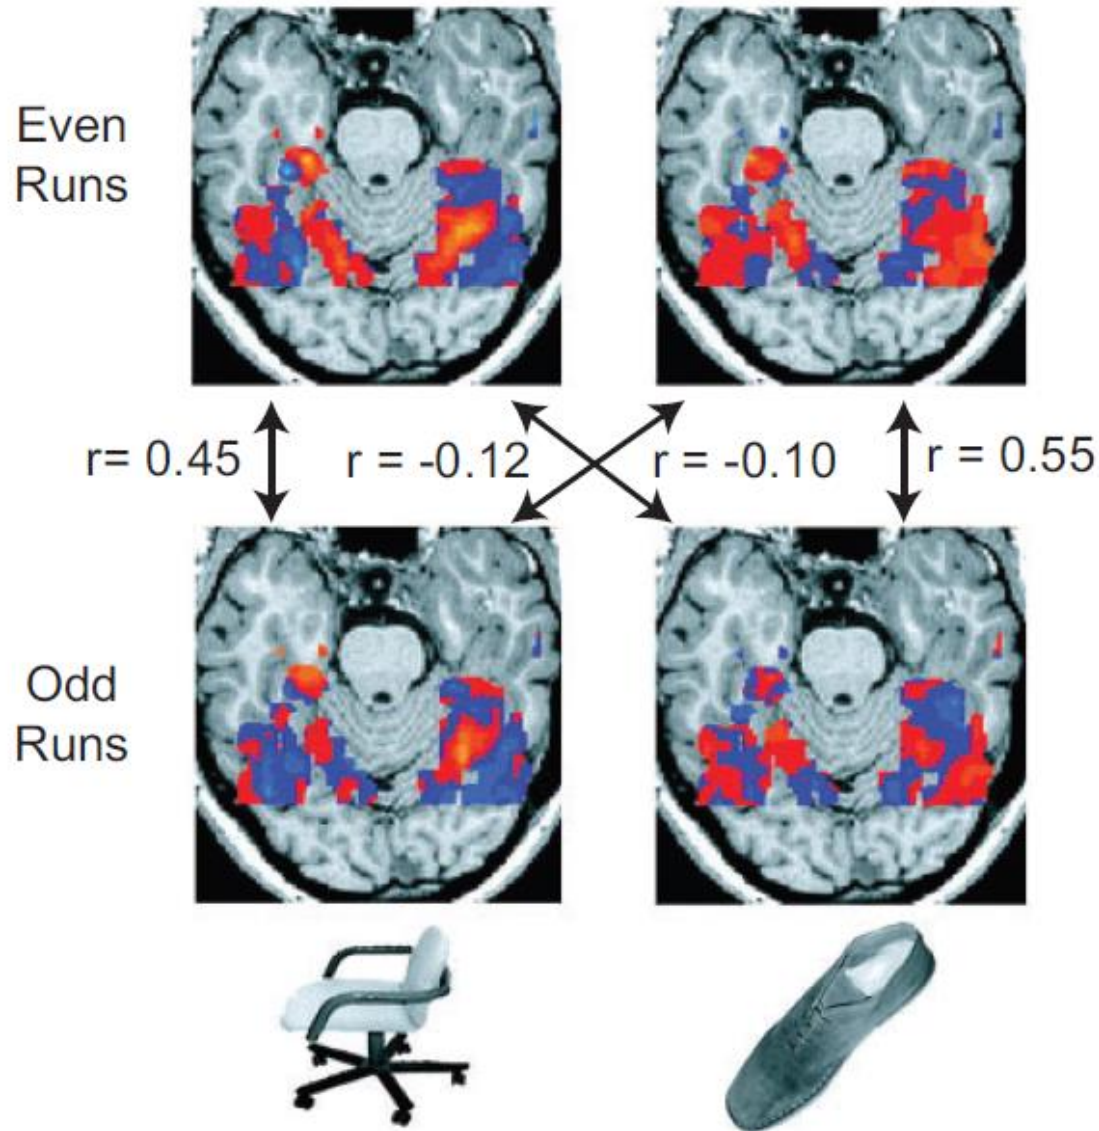 Even
Runs
r= 0.45
r = -0.12
r = -0.10
r = 0.55
Odd
Runs